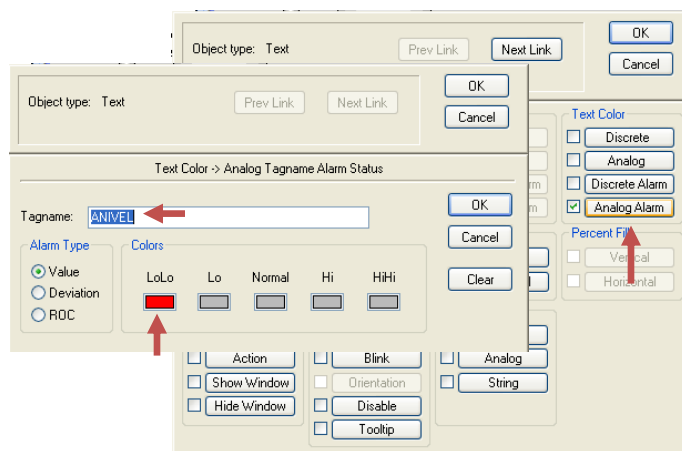 Object type: Text
Prev Link
Next Link
OK
Cancel
Object type: Text
Prev Link
Next Link
OK
Cancel
Text Color
Discrete
Analog
Discrete Alarm
Analog Alarm
Percent Fill
Vertical
Horizontal
Text Color -> Analog Tagname Alarm Status
Tagname: ANIVEL
OK
Cancel
Clear
Alarm Type
Value
Deviation
ROC
Colors
LoLo Lo Normal Hi HiHi
Action
Show Window
Hide Window
Blink
Orientation
Disable
Tooltip
Analog
String